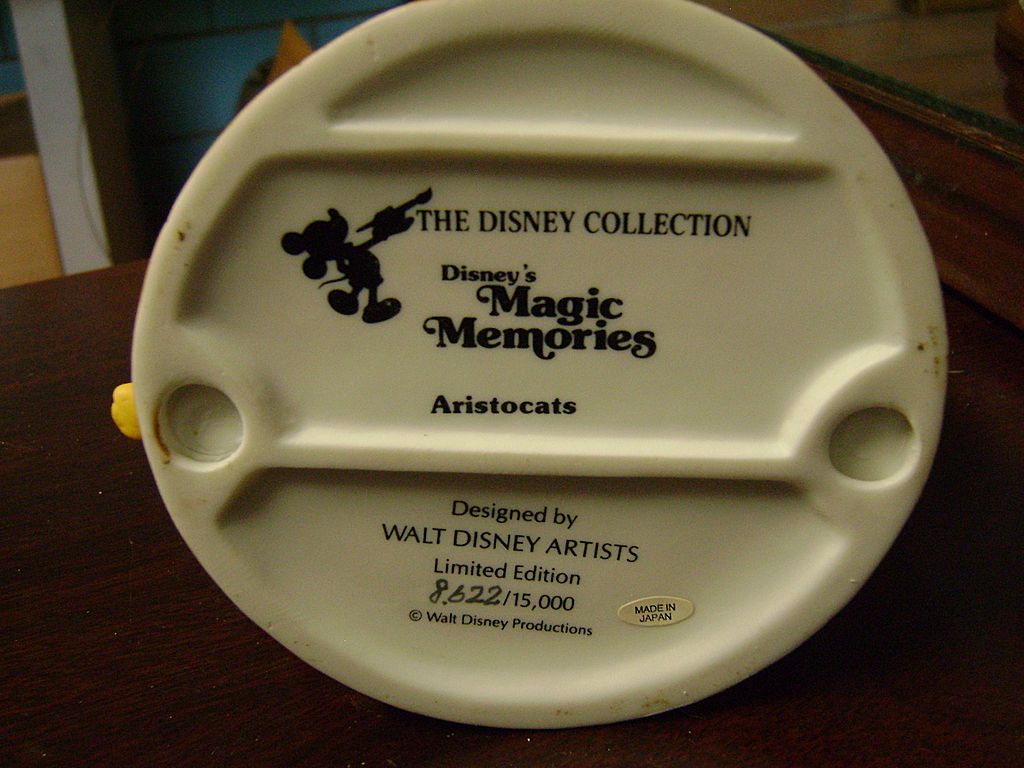 THE DISNEY COLLECTION
Disney's
Magic
Memories
Aristocats
Designed by
WALT DISNEY ARTISTS
Limited Edition
8,622/15,000
© Walt Disney Productions
MADE IN
JAPAN